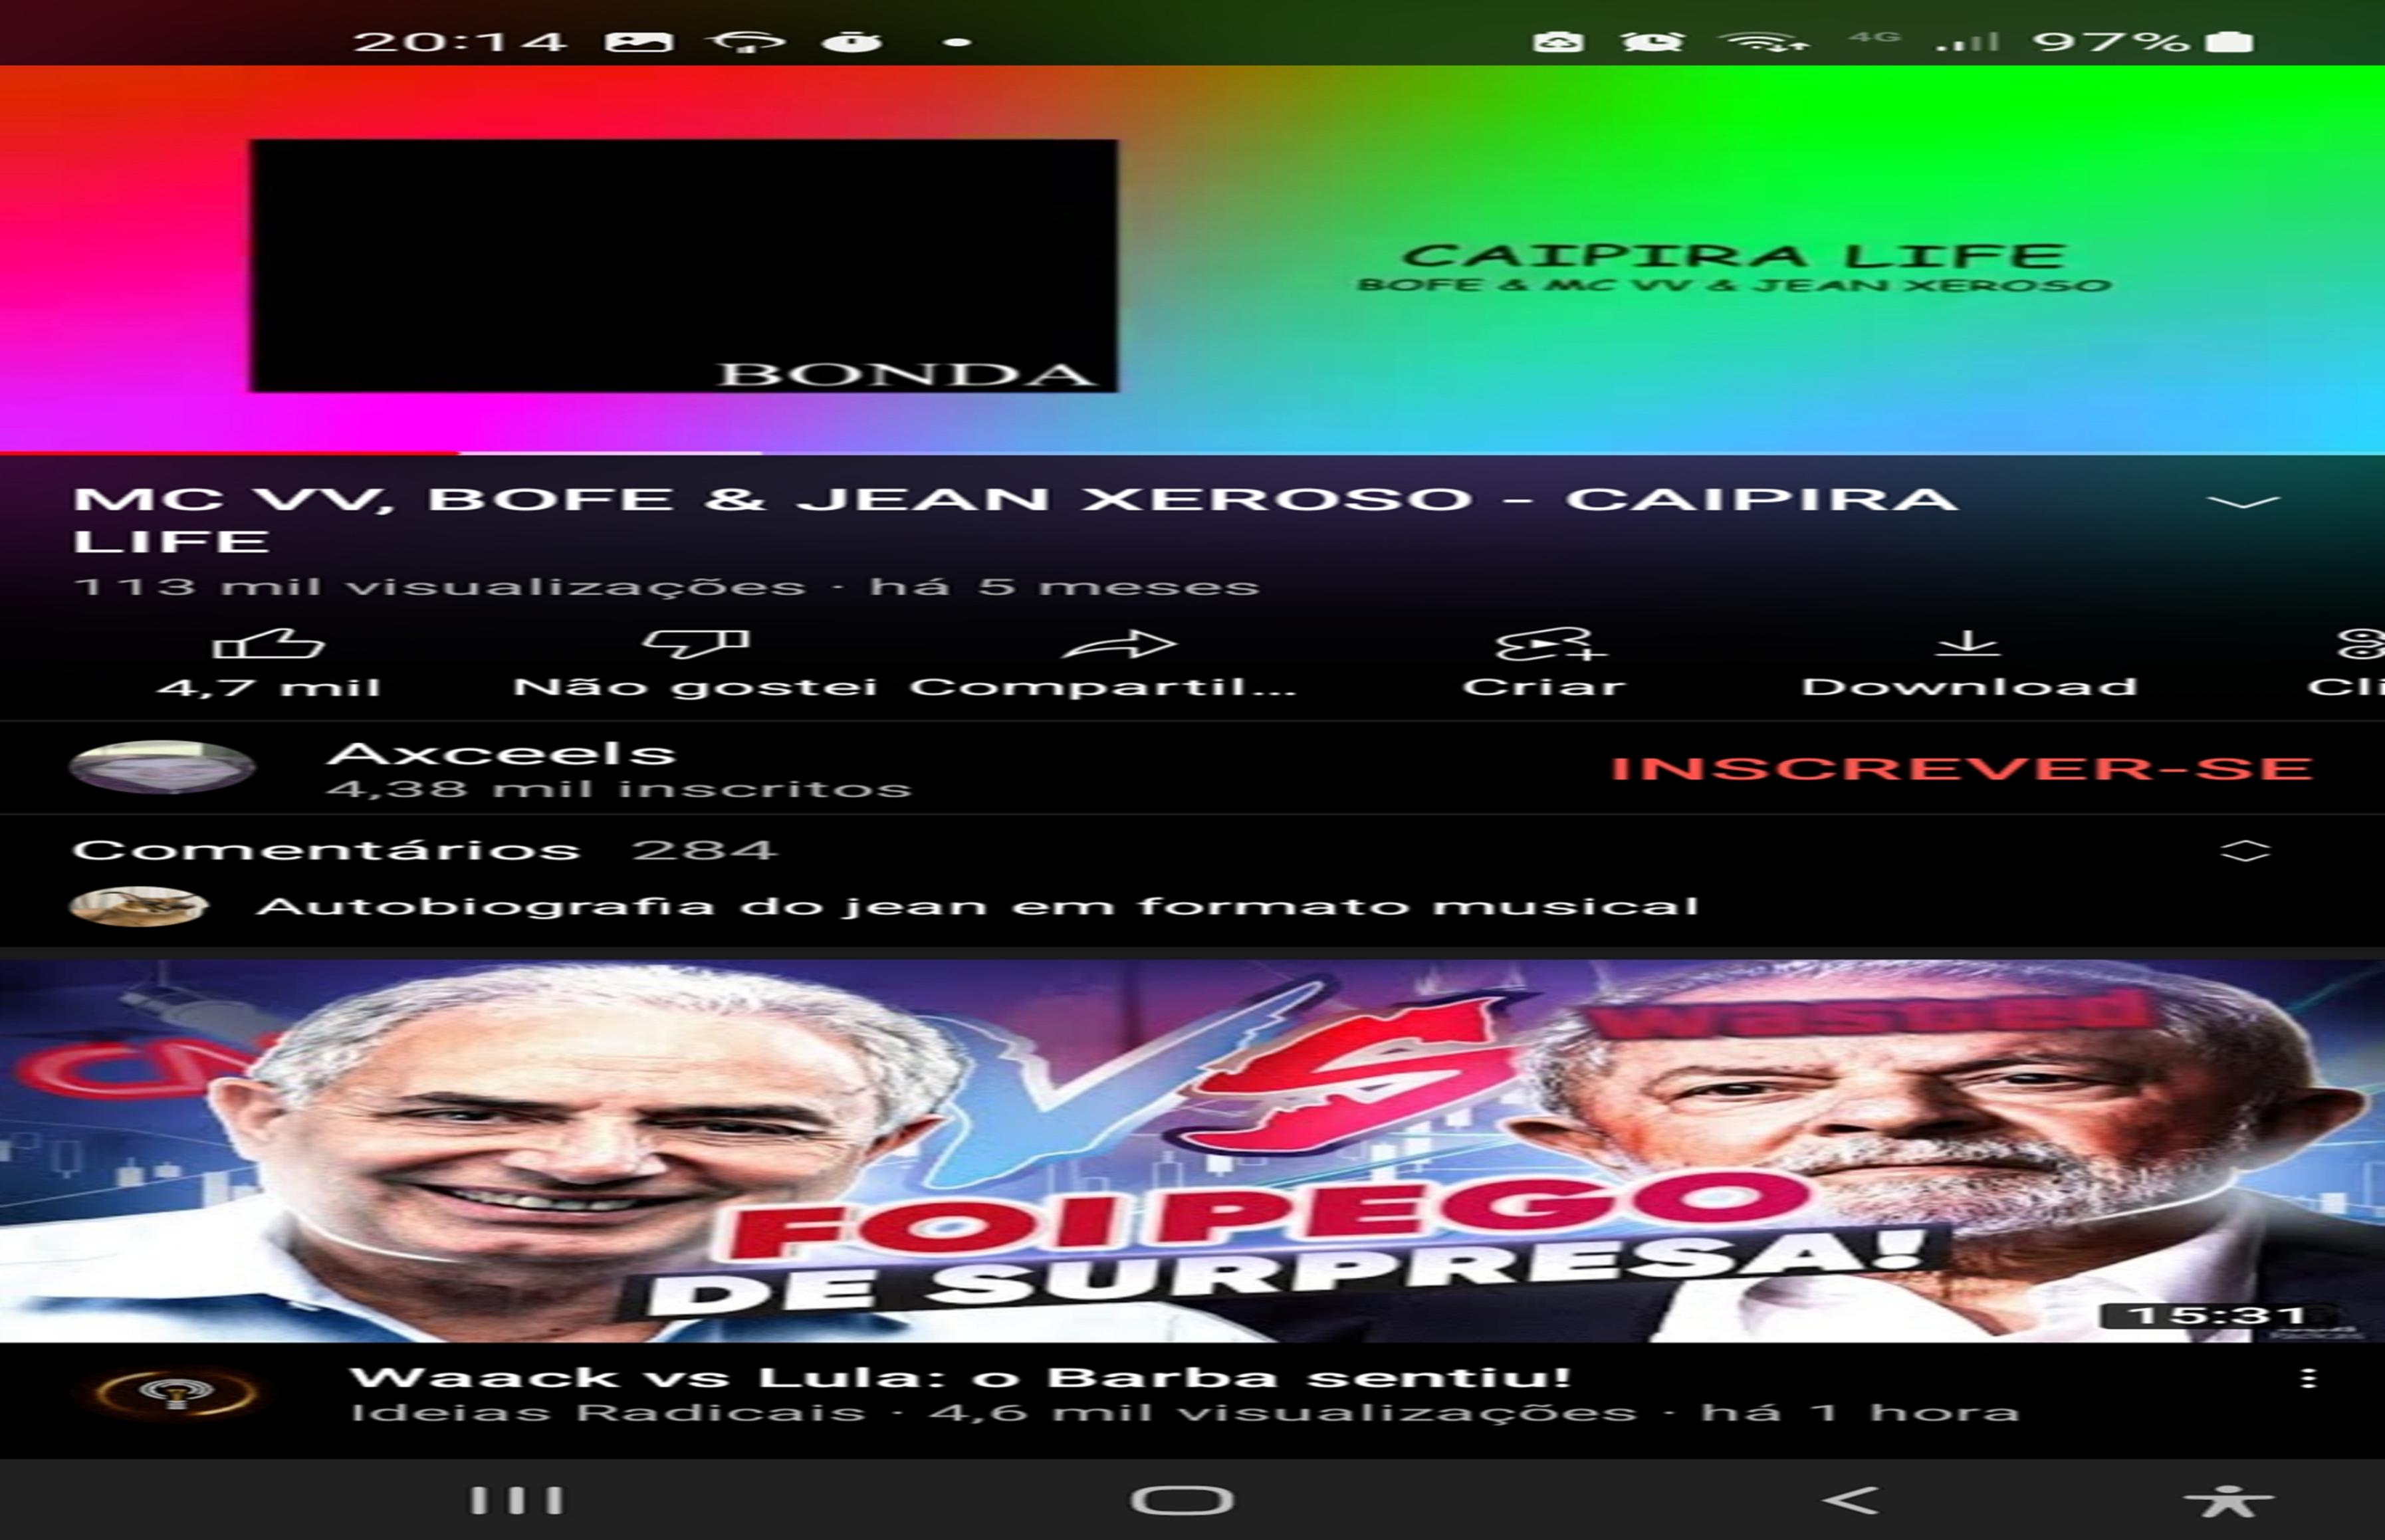 20:14
4G
97%
CAIPIRA LIFE
BOFE & MC VV & JEAN XEROSO
BONDA
MC VV, BOFE & JEAN XEROSO - CAIPIRA
LIFE
113 mil visualizações · há 5 meses
4,7 mil
Não gostei
Compartil...
Criar
Download
Cli
Axceels
4,38 mil inscritos
INSCREVER-SE
Comentários 284
Autobiografia do jean em formato musical
wasted
VS
FOI PEGO
DE SURPRESA!
15:31
Waack vs Lula: o Barba sentiu!
Ideias Radicais · 4,6 mil visualizações · há 1 hora